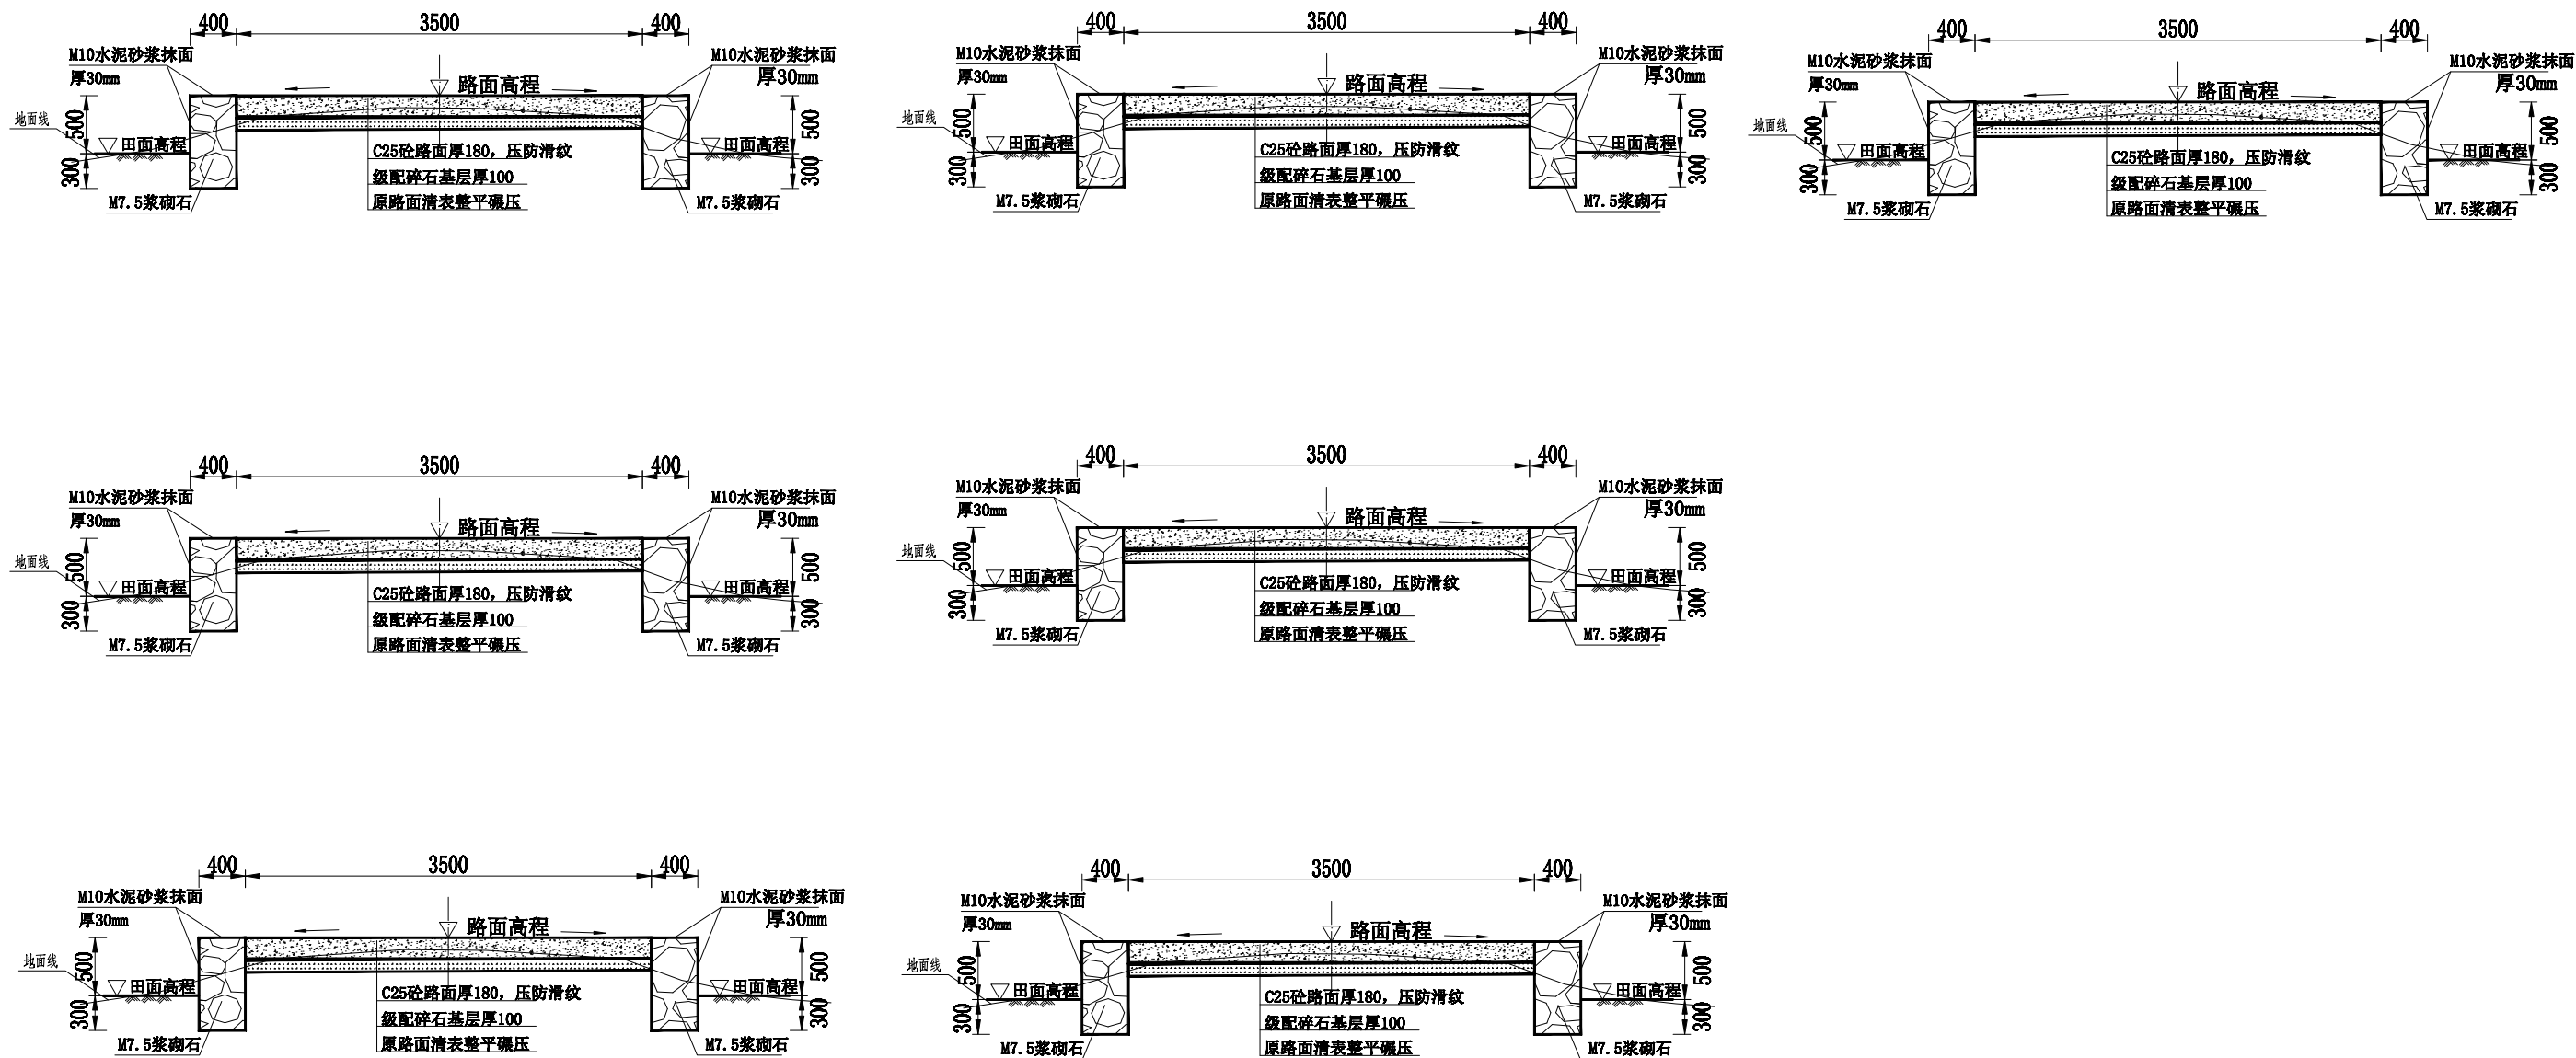 400 3500 400
M10水泥砂浆抹面 M10水泥砂浆抹面
厚30mm 路面高程 厚30mm
地面线 500 田面高程 田面高程 500
300 C25砼路面厚180，压防滑纹 300
级配碎石基层厚100
M7.5浆砌石 原路面清表整平碾压 M7.5浆砌石
400 3500 400
M10水泥砂浆抹面 M10水泥砂浆抹面
厚30mm 路面高程 厚30mm
地面线 500 田面高程 田面高程 500
300 C25砼路面厚180，压防滑纹 300
级配碎石基层厚100
M7.5浆砌石 原路面清表整平碾压 M7.5浆砌石
400 3500 400
M10水泥砂浆抹面 M10水泥砂浆抹面
厚30mm 路面高程 厚30mm
地面线 500 田面高程 田面高程 500
300 C25砼路面厚180，压防滑纹 300
级配碎石基层厚100
M7.5浆砌石 原路面清表整平碾压 M7.5浆砌石
400 3500 400
M10水泥砂浆抹面 M10水泥砂浆抹面
厚30mm 路面高程 厚30mm
地面线 500 田面高程 田面高程 500
300 C25砼路面厚180，压防滑纹 300
级配碎石基层厚100
M7.5浆砌石 原路面清表整平碾压 M7.5浆砌石
400 3500 400
M10水泥砂浆抹面 M10水泥砂浆抹面
厚30mm 路面高程 厚30mm
地面线 500 田面高程 田面高程 500
300 C25砼路面厚180，压防滑纹 300
级配碎石基层厚100
M7.5浆砌石 原路面清表整平碾压 M7.5浆砌石
400 3500 400
M10水泥砂浆抹面 M10水泥砂浆抹面
厚30mm 路面高程 厚30mm
地面线 500 田面高程 田面高程 500
300 C25砼路面厚180，压防滑纹 300
级配碎石基层厚100
M7.5浆砌石 原路面清表整平碾压 M7.5浆砌石
400 3500 400
M10水泥砂浆抹面 M10水泥砂浆抹面
厚30mm 路面高程 厚30mm
地面线 500 田面高程 田面高程 500
300 C25砼路面厚180，压防滑纹 300
级配碎石基层厚100
M7.5浆砌石 原路面清表整平碾压 M7.5浆砌石